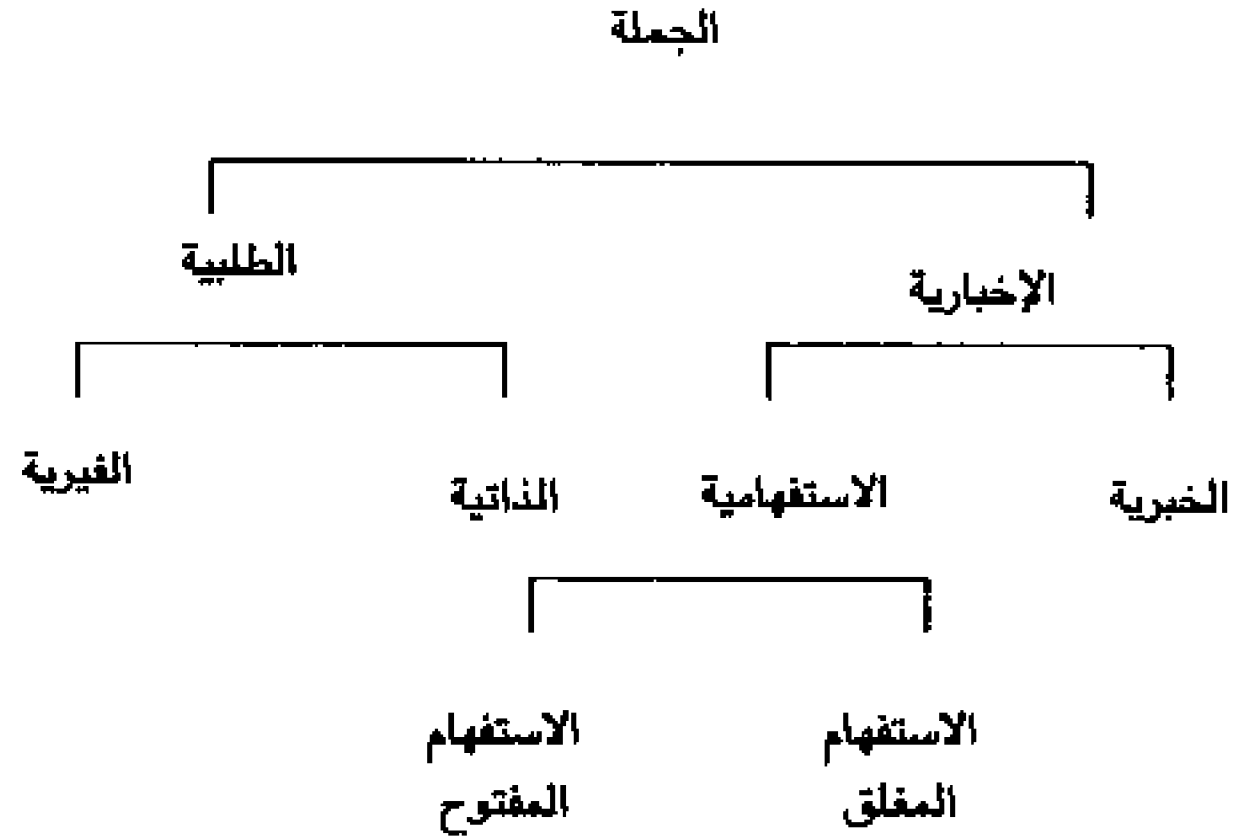 الجملة
الإخبارية
الطلبية
الخبرية
الاستفهامية
الذاتية
الغيرية
الاستفهام
المغلق
الاستفهام
المفتوح